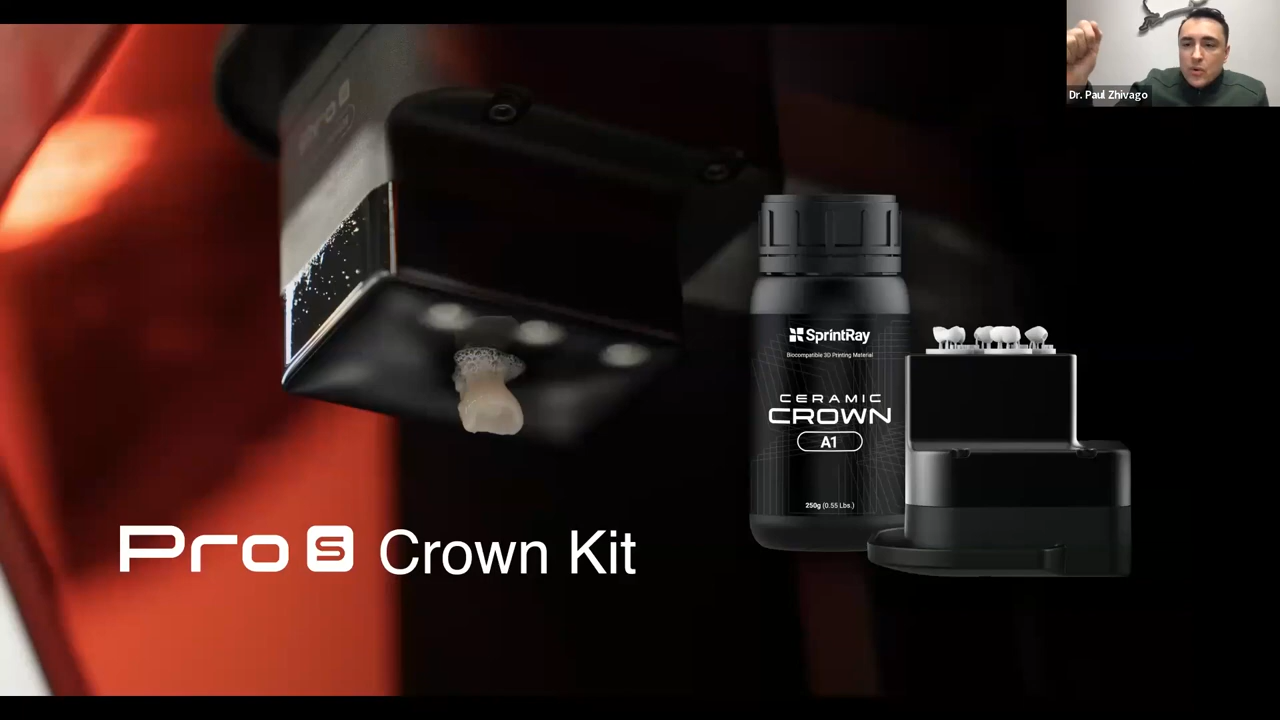 Dr. Paul Zhivago
SprintRay
Biocompatible 3D Printing Material
CERAMIC
CROWN
A1
250g (0.55 Lbs.)
Pro S Crown Kit